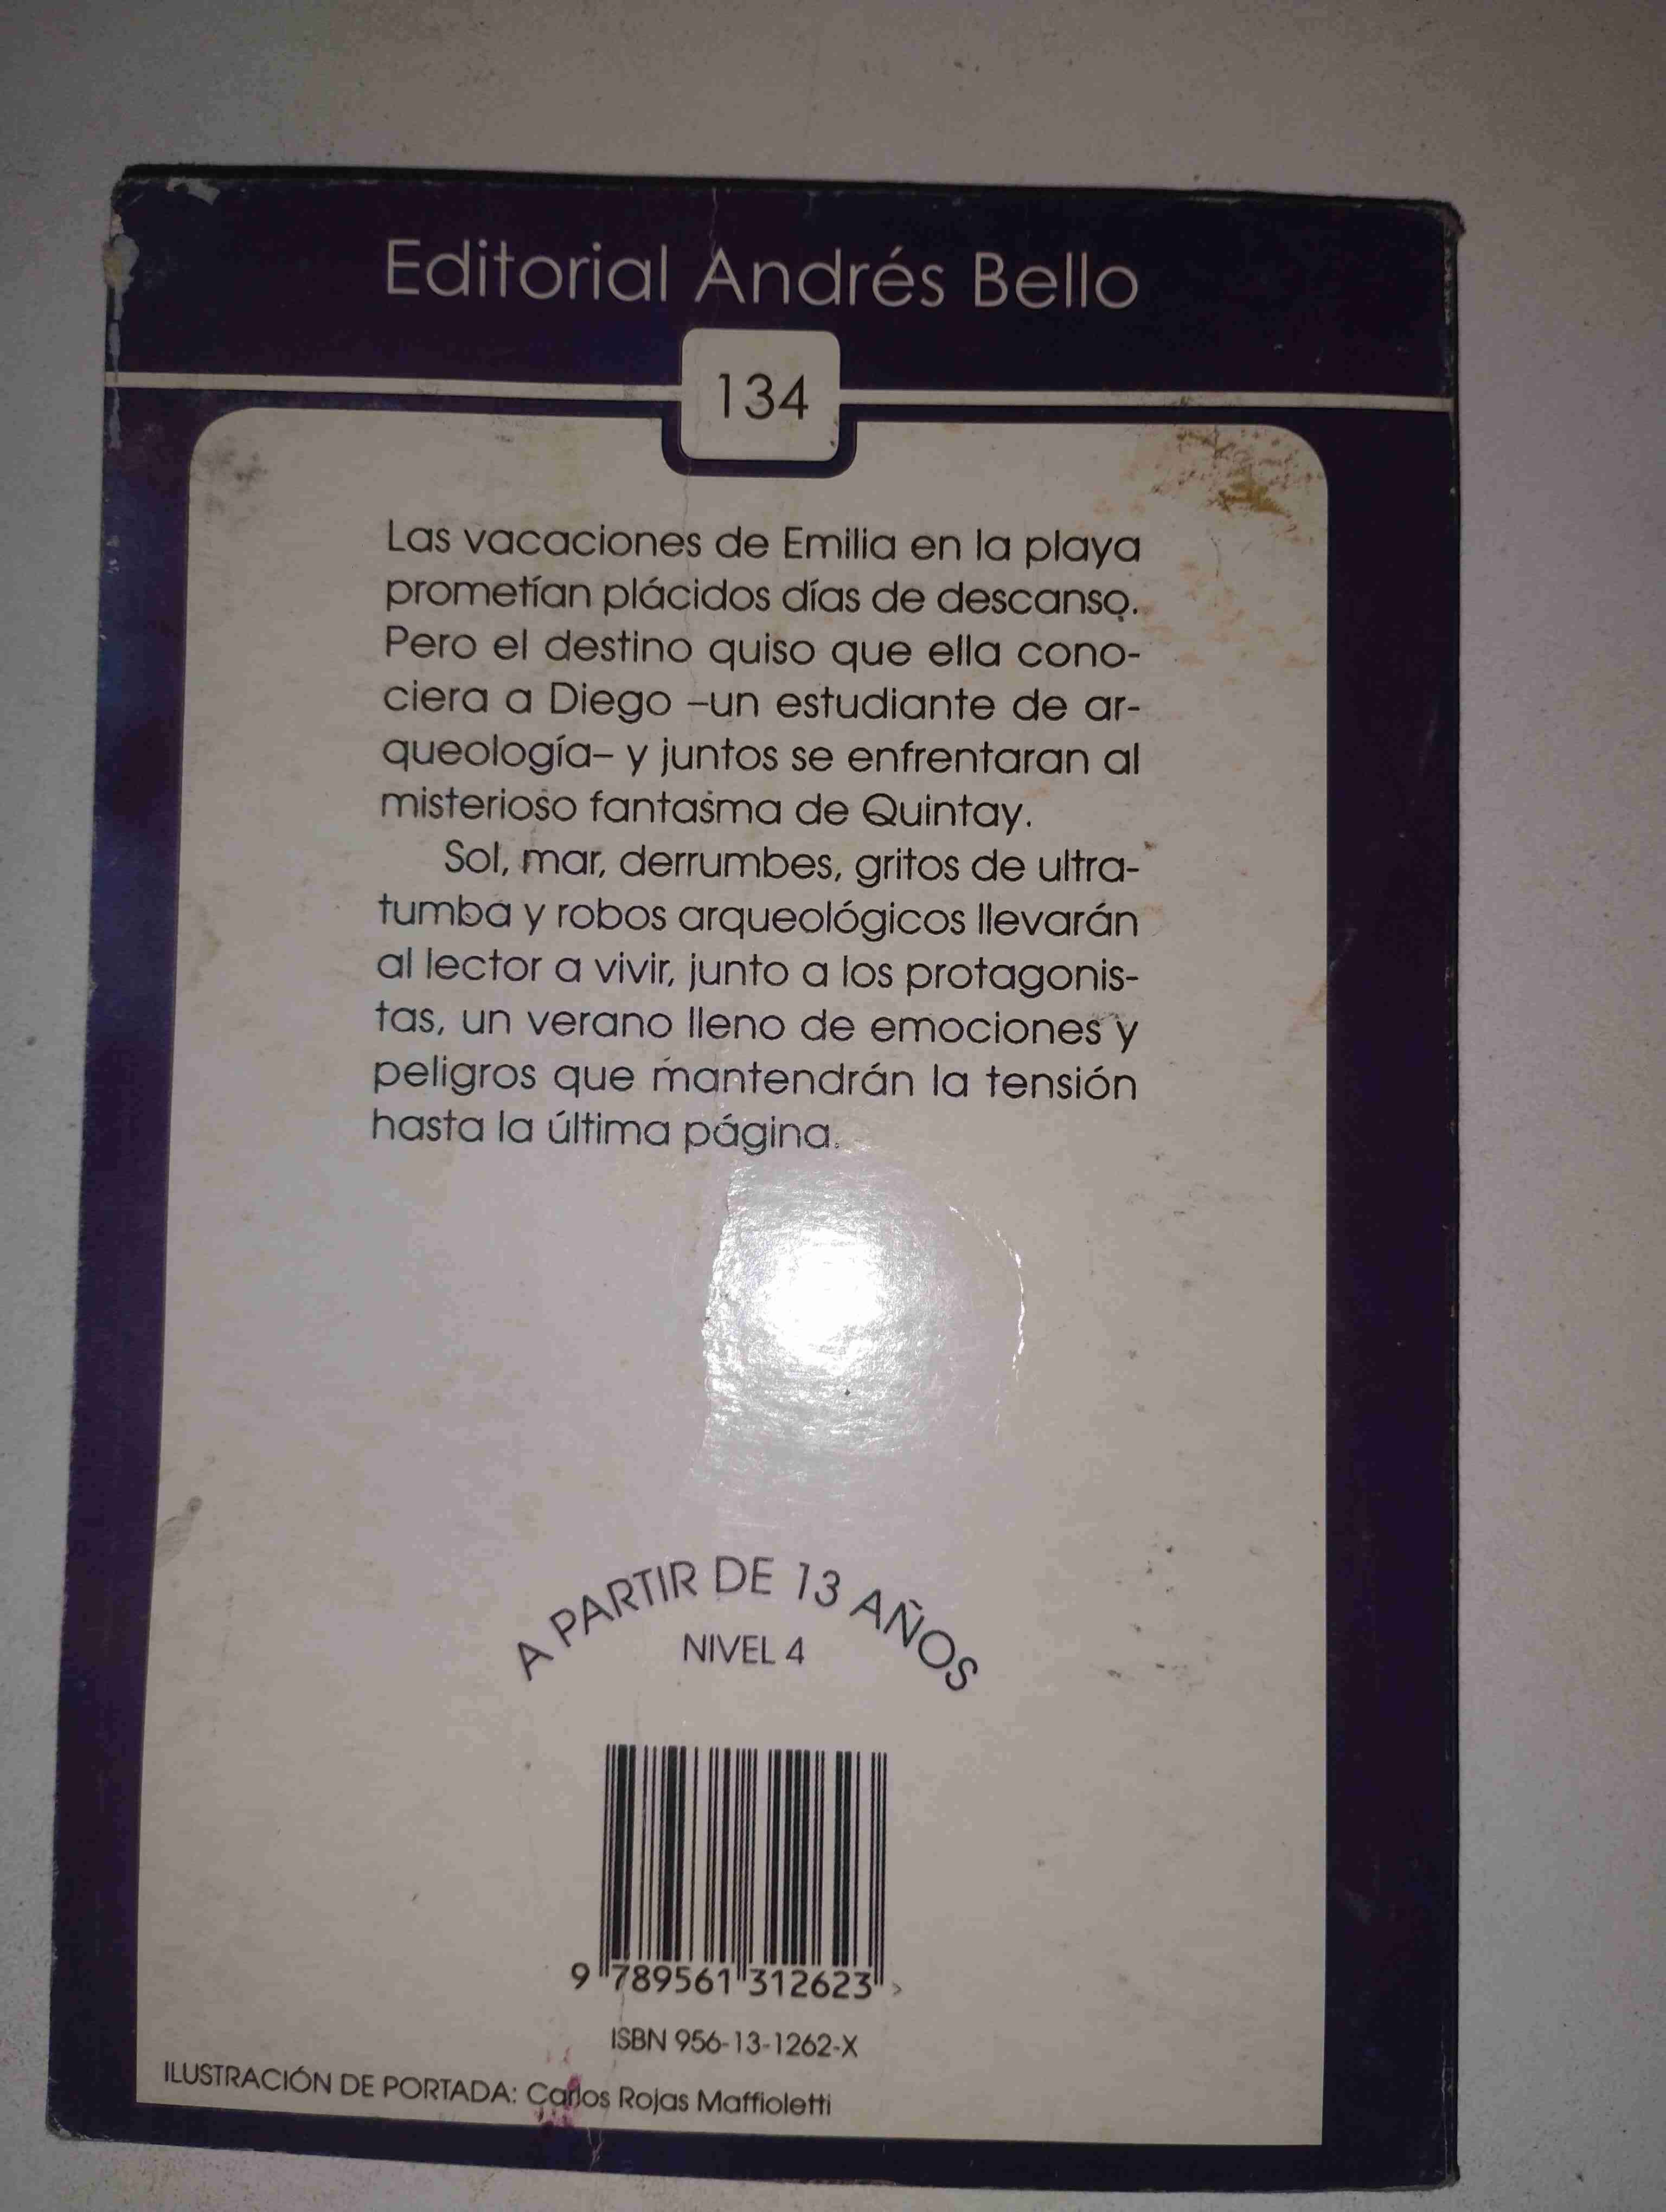 Editorial Andrés Bello
134
Las vacaciones de Emilia en la playa
prometían plácidos días de descanso.
Pero el destino quiso que ella cono-
ciera a Diego –un estudiante de ar-
queología– y juntos se enfrentaran al
misterioso fantasma de Quintay.
Sol, mar, derrumbes, gritos de ultra-
tumba y robos arqueológicos llevarán
al lector a vivir, junto a los protagonis-
tas, un verano lleno de emociones y
peligros que mantendrán la tensión
hasta la última página.
A PARTIR DE 13 AÑOS
NIVEL 4
9 789561 312623 >
ISBN 956-13-1262-X
ILUSTRACIÓN DE PORTADA: Carlos Rojas Maffioletti